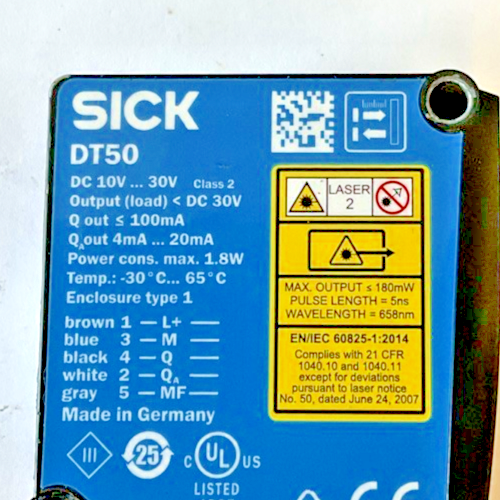 SICK
DT50
DC 10V ... 30V Class 2
Output (load) < DC 30V
Q out ≤ 100mA
QA out 4mA ... 20mA
Power cons. max. 1.8W
Temp.: -30°C... 65°C
Enclosure type 1
brown 1 — L+ —
blue 3 — M —
black 4 — Q —
white 2 — QA —
gray 5 — MF —
Made in Germany
III
25
C UL US
LISTED
LASER
2
MAX. OUTPUT ≤ 180mW
PULSE LENGTH = 5ns
WAVELENGTH = 658nm
EN/IEC 60825-1:2014
Complies with 21 CFR
1040.10 and 1040.11
except for deviations
pursuant to laser notice
No. 50, dated June 24, 2007
CE